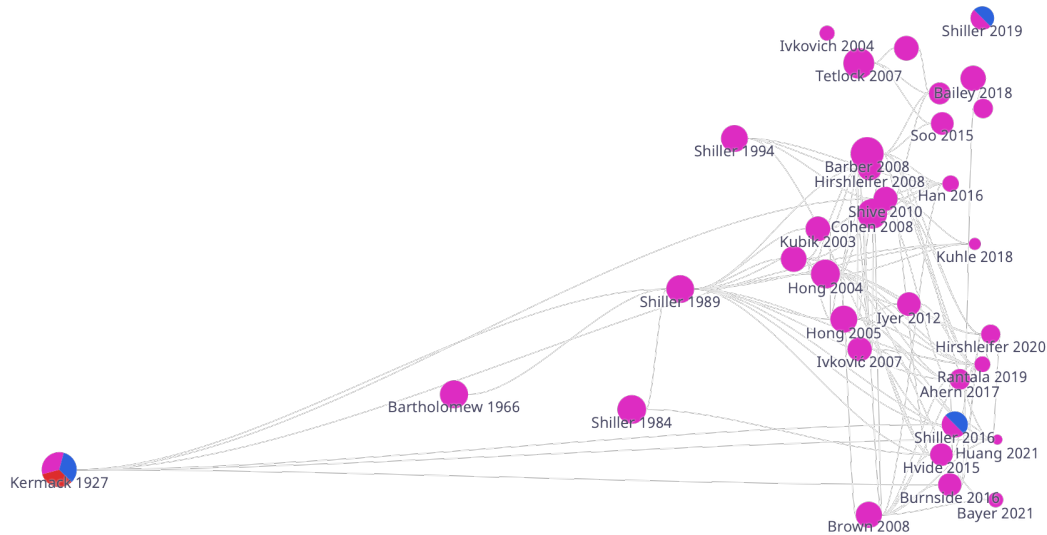 Shiller 2019
Ivkovich 2004
Tetlock 2007
Bailey 2018
Soo 2015
Shiller 1994
Barber 2008
Hirshleifer 2008
Han 2016
Shive 2010
Cohen 2008
Kubik 2003
Kuhle 2018
Hong 2004
Shiller 1989
Iyer 2012
Hong 2005
Hirshleifer 2020
Ivkovic 2007
Rantala 2019
Ahern 2017
Bartholomew 1966
Shiller 1984
Shiller 2016
Huang 2021
Hvide 2015
Kermack 1927
Burnside 2016
Bayer 2021
Brown 2008